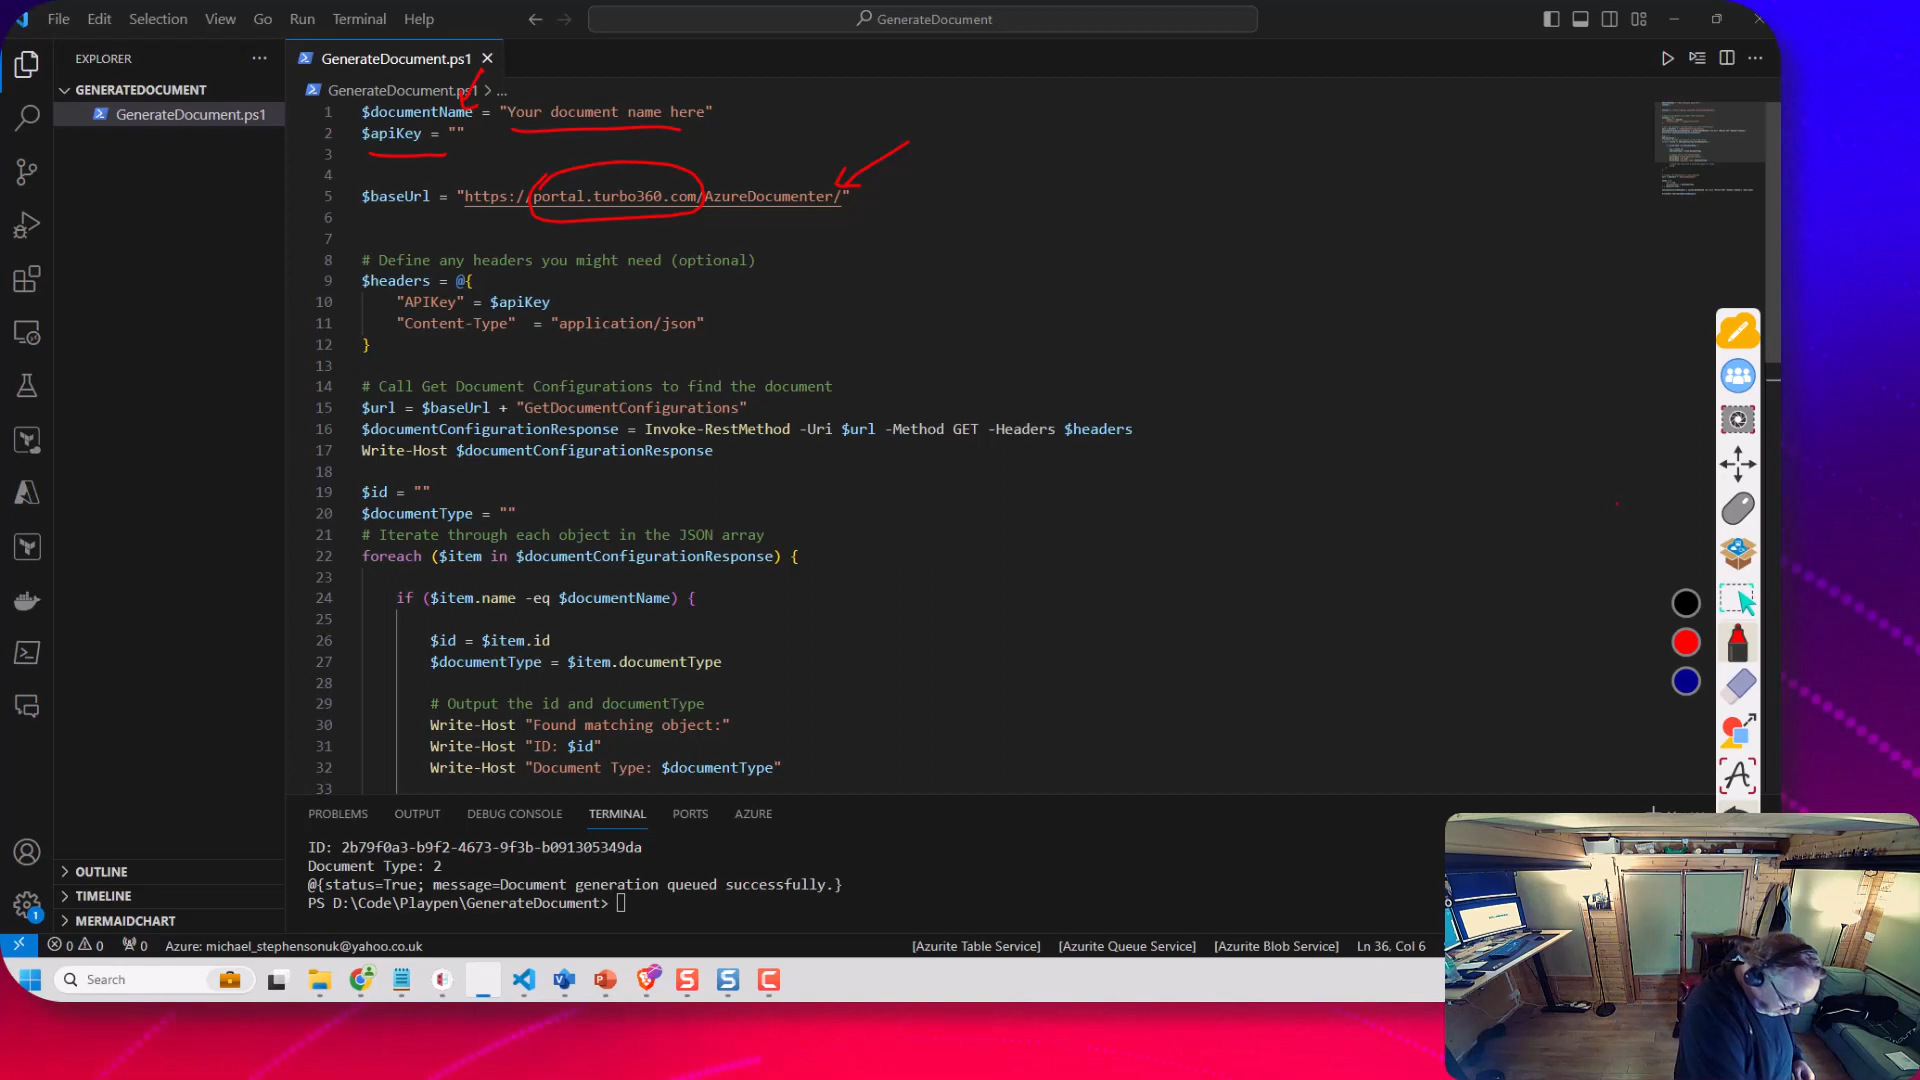 File Edit Selection View Go Run Terminal Help
GenerateDocument
EXPLORER
GENERATEDOCUMENT
GenerateDocument.ps1
GenerateDocument.ps1
GenerateDocument.ps1 > ...
1 $documentName = "Your document name here"
2 $apiKey = ""
3
4
5 $baseUrl = "https://portal.turbo360.com/AzureDocumenter/"
6
7
8 # Define any headers you might need (optional)
9 $headers = @{
10 "APIKey" = $apiKey
11 "Content-Type" = "application/json"
12 }
13
14 # Call Get Document Configurations to find the document
15 $url = $baseUrl + "GetDocumentConfigurations"
16 $documentConfigurationResponse = Invoke-RestMethod -Uri $url -Method GET -Headers $headers
17 Write-Host $documentConfigurationResponse
18
19 $id = ""
20 $documentType = ""
21 # Iterate through each object in the JSON array
22 foreach ($item in $documentConfigurationResponse) {
23
24 if ($item.name -eq $documentName) {
25
26 $id = $item.id
27 $documentType = $item.documentType
28
29 # Output the id and documentType
30 Write-Host "Found matching object:"
31 Write-Host "ID: $id"
32 Write-Host "Document Type: $documentType"
33
OUTLINE
TIMELINE
MERMAIDCHART
PROBLEMS OUTPUT DEBUG CONSOLE TERMINAL PORTS AZURE
ID: 2b79f0a3-b9f2-4673-9f3b-b091305349da
Document Type: 2
@{status=True; message=Document generation queued successfully.}
PS D:\Code\Playpen\GenerateDocument>
1
0 0 0 Azure: michael_stephensonuk@yahoo.co.uk [Azurite Table Service] [Azurite Queue Service] [Azurite Blob Service] Ln 36, Col 6
Search